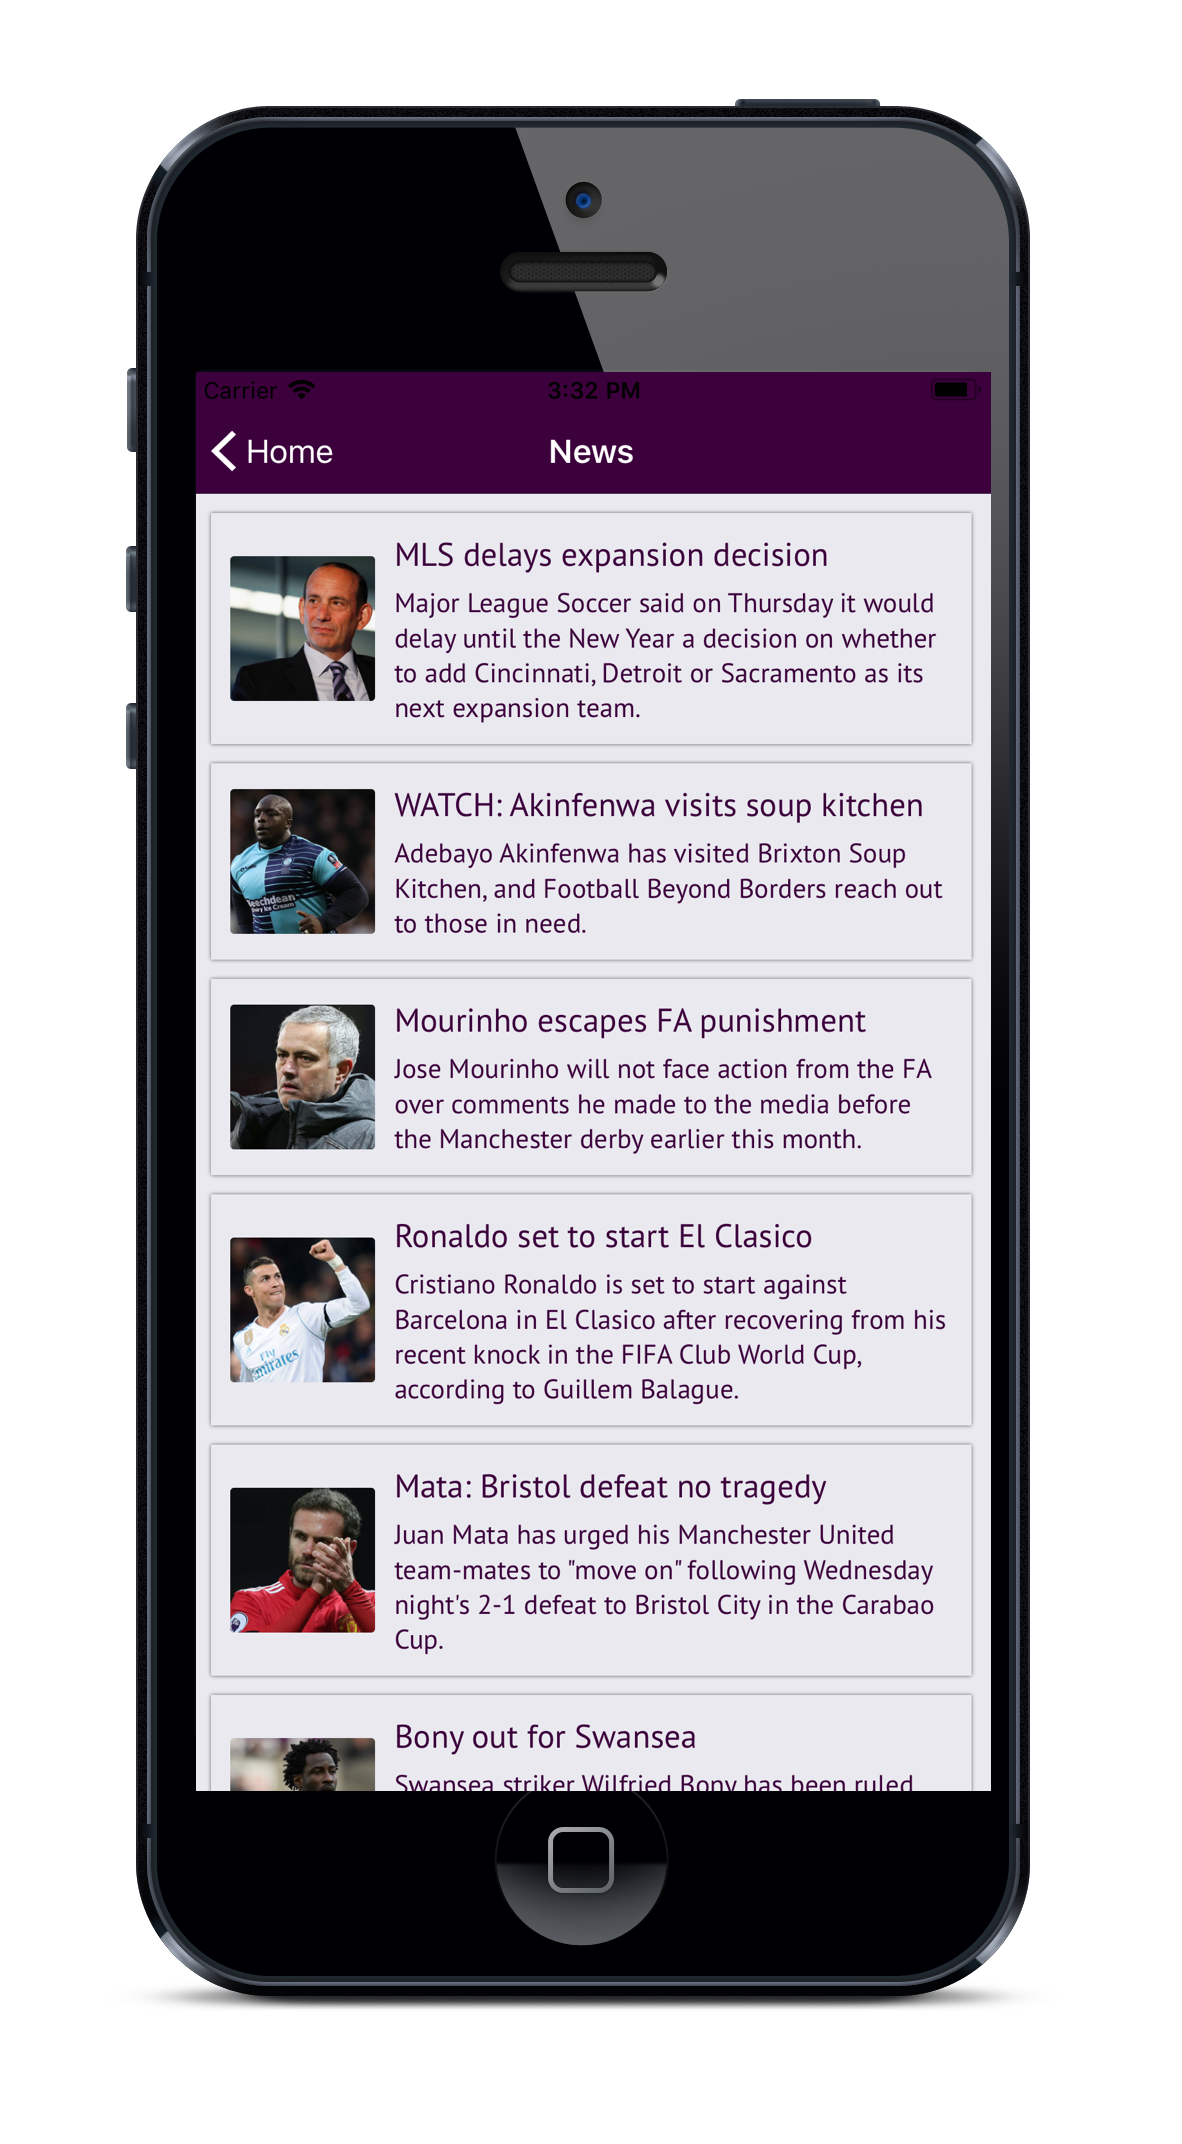 Carrier 3:32 PM
Home News
MLS delays expansion decision
Major League Soccer said on Thursday it would
delay until the New Year a decision on whether
to add Cincinnati, Detroit or Sacramento as its
next expansion team.
WATCH: Akinfenwa visits soup kitchen
Adebayo Akinfenwa has visited Brixton Soup
Kitchen, and Football Beyond Borders reach out
to those in need.
Beechdean
Dairy Ice Cream
Mourinho escapes FA punishment
Jose Mourinho will not face action from the FA
over comments he made to the media before
the Manchester derby earlier this month.
Ronaldo set to start El Clasico
Cristiano Ronaldo is set to start against
Barcelona in El Clasico after recovering from his
recent knock in the FIFA Club World Cup,
according to Guillem Balague.
Fly
Emirates
Mata: Bristol defeat no tragedy
Juan Mata has urged his Manchester United
team-mates to "move on" following Wednesday
night's 2-1 defeat to Bristol City in the Carabao
Cup.
Bony out for Swansea
Swansea striker Wilfried Bony has been ruled